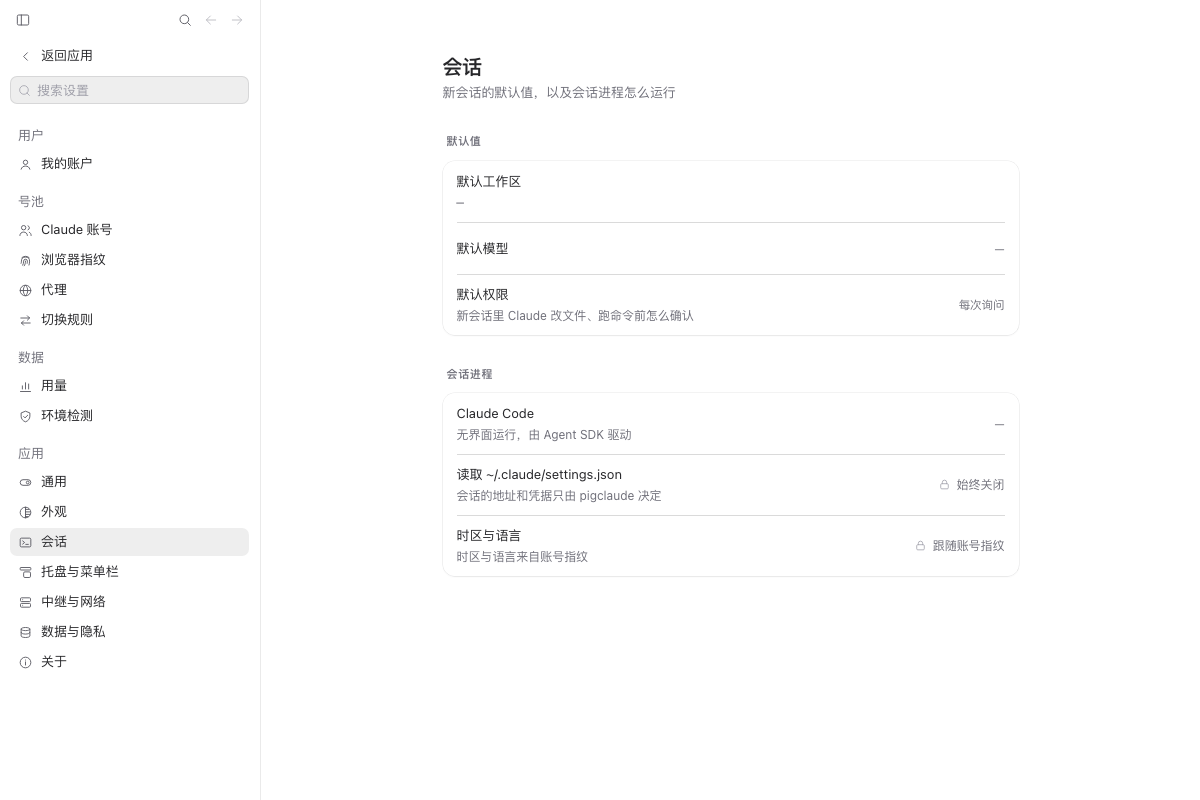 返回应用
搜索设置
用户
我的账户
号池
Claude 账号
浏览器指纹
代理
切换规则
数据
用量
环境检测
应用
通用
外观
会话
托盘与菜单栏
中继与网络
数据与隐私
关于
会话
新会话的默认值，以及会话进程怎么运行
默认值
默认工作区
—
默认模型
—
默认权限
新会话里 Claude 改文件、跑命令前怎么确认
每次询问
会话进程
Claude Code
无界面运行，由 Agent SDK 驱动
—
读取 ~/.claude/settings.json
会话的地址和凭据只由 pigclaude 决定
始终关闭
时区与语言
时区与语言来自账号指纹
跟随账号指纹